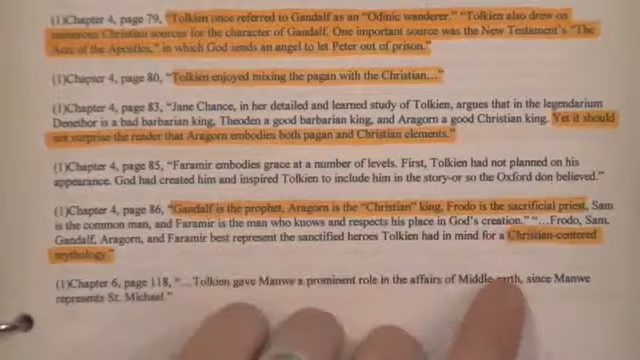 (1)Chapter 4, page 79, "Tolkien once referred to Gandalf as an "Odinic wanderer." "Tolkien also drew on
numerous Christian sources for the character of Gandalf. One important source was the New Testament's "The
Acts of the Apostles," in which God sends an angel to let Peter out of prison."
(1)Chapter 4, page 80, "Tolkien enjoyed mixing the pagan with the Christian..."
(1)Chapter 4, page 83, "Jane Chance, in her detailed and learned study of Tolkien, argues that in the legendarium
Denethor is a bad barbarian king, Theoden a good barbarian king, and Aragorn a good Christian king. Yet it should
not surprise the reader that Aragorn embodies both pagan and Christian elements."
(1)Chapter 4, page 85, "Faramir embodies grace at a number of levels. First, Tolkien had not planned on his
appearance. God had created him and inspired Tolkien to include him in the story-or so the Oxford don believed."
(1)Chapter 4, page 86, "Gandalf is the prophet, Aragorn is the "Christian" king, Frodo is the sacrificial priest, Sam
is the common man, and Faramir is the man who knows and respects his place in God's creation." "...Frodo, Sam,
Gandalf, Aragorn, and Faramir best represent the sanctified heroes Tolkien had in mind for a Christian-centered
mythology."
(1)Chapter 6, page 118, "...Tolkien gave Manwe a prominent role in the affairs of Middle-earth, since Manwe
represents St. Michael."